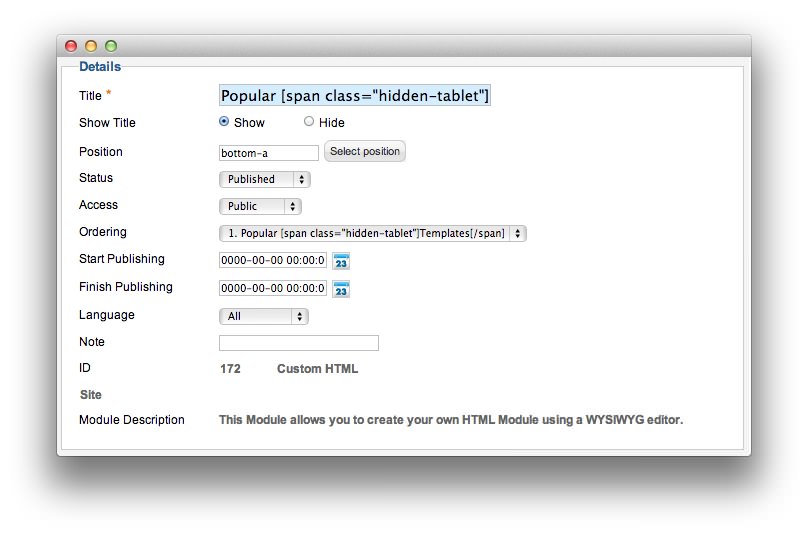 Details
Title * Popular [span class="hidden-tablet"]
Show Title Show Hide
Position bottom-a Select position
Status Published
Access Public
Ordering 1. Popular [span class="hidden-tablet"]Templates[/span]
Start Publishing 0000-00-00 00:00:0 23
Finish Publishing 0000-00-00 00:00:0 23
Language All
Note
ID 172 Custom HTML
Site
Module Description This Module allows you to create your own HTML Module using a WYSIWYG editor.